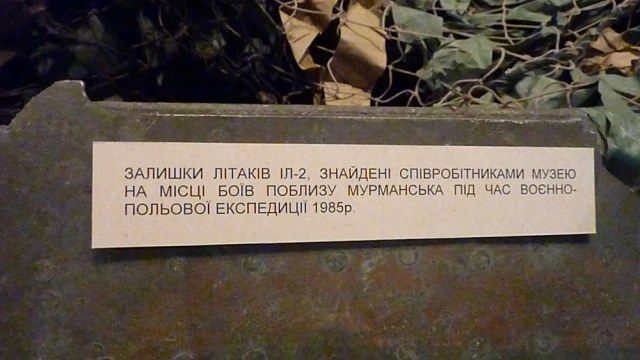 ЗАЛИШКИ ЛІТАКІВ ІЛ-2, ЗНАЙДЕНІ СПІВРОБІТНИКАМИ МУЗЕЮ
НА МІСЦІ БОЇВ ПОБЛИЗУ МУРМАНСЬКА ПІД ЧАС ВОЄННО-
ПОЛЬОВОЇ ЕКСПЕДИЦІЇ 1985р.